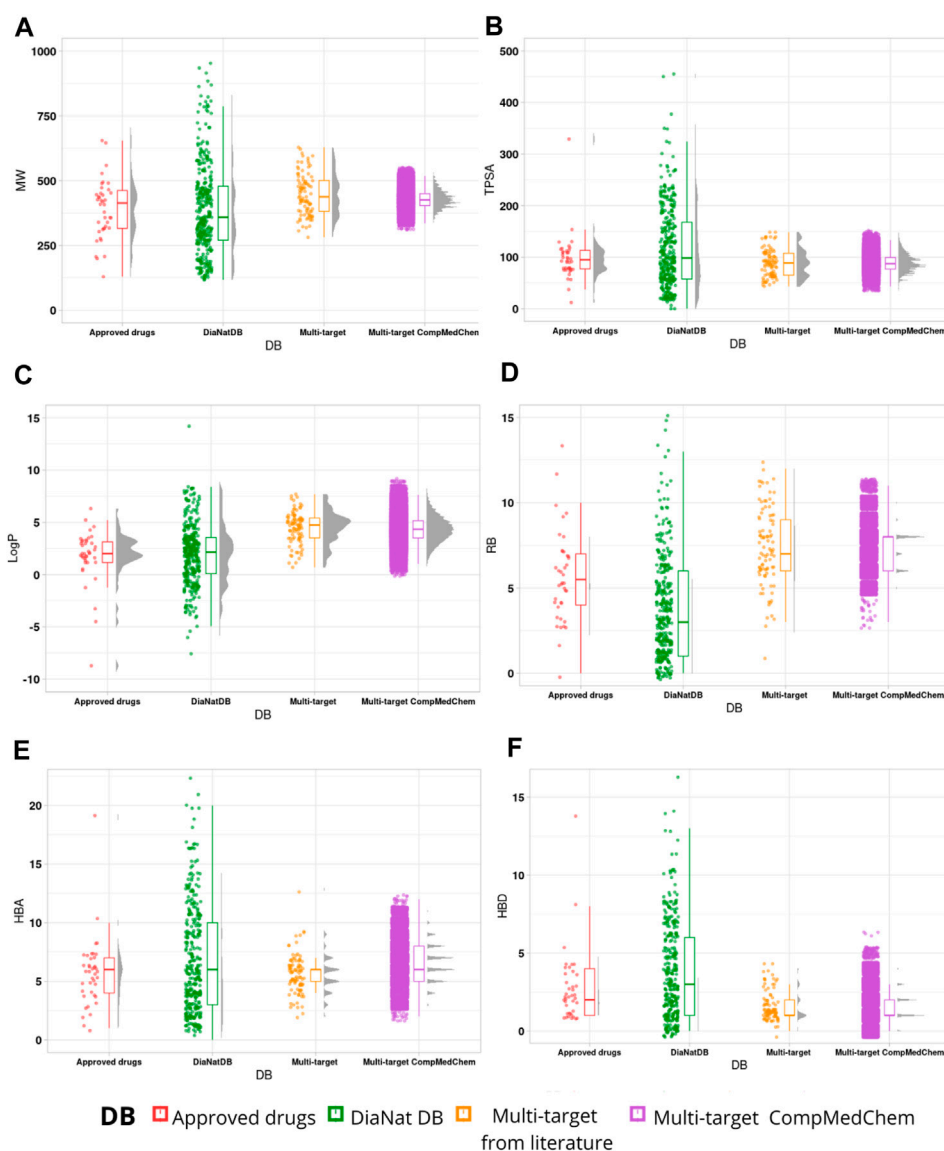 A
1000
750
500
250
0
MW
Approved drugs DiaNatDB Multi-target Multi-target CompMedChem
DB
B
500
400
300
200
100
0
TPSA
Approved drugs DiaNatDB Multi-target Multi-target CompMedChem
DB
C
15
10
5
0
-5
-10
LogP
Approved drugs DiaNatDB Multi-target Multi-target CompMedChem
DB
D
15
10
5
0
RB
Approved drugs DiaNatDB Multi-target Multi-target CompMedChem
DB
E
20
15
10
5
0
HBA
Approved drugs DiaNatDB Multi-target Multi-target CompMedChem
DB
F
15
10
5
0
HBD
Approved drugs DiaNatDB Multi-target Multi-target CompMedChem
DB
DB Approved drugs DiaNat DB Multi-target Multi-target CompMedChem
from literature